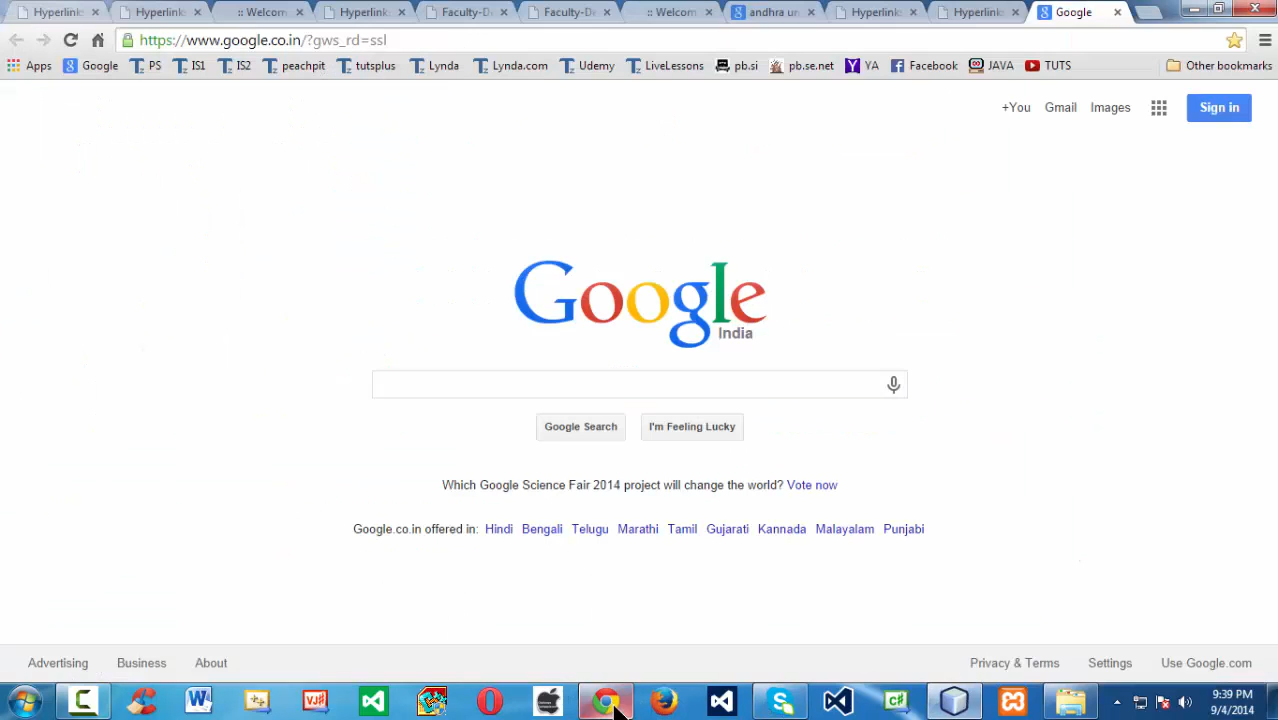 Hyperlink Hyperlink :: Welcom Hyperlink Faculty-De Faculty-De :: Welcom andhra un Hyperlink Hyperlink Google
https://www.google.co.in/?gws_rd=ssl
Apps Google PS IS1 IS2 peachpit tutsplus Lynda Lynda.com Udemy LiveLessons pb.si pb.se.net YA Facebook JAVA TUTS Other bookmarks
+You Gmail Images Sign in
Google
India
Google Search I'm Feeling Lucky
Which Google Science Fair 2014 project will change the world? Vote now
Google.co.in offered in: Hindi Bengali Telugu Marathi Tamil Gujarati Kannada Malayalam Punjabi
Advertising Business About Privacy & Terms Settings Use Google.com
9:39 PM
9/4/2014